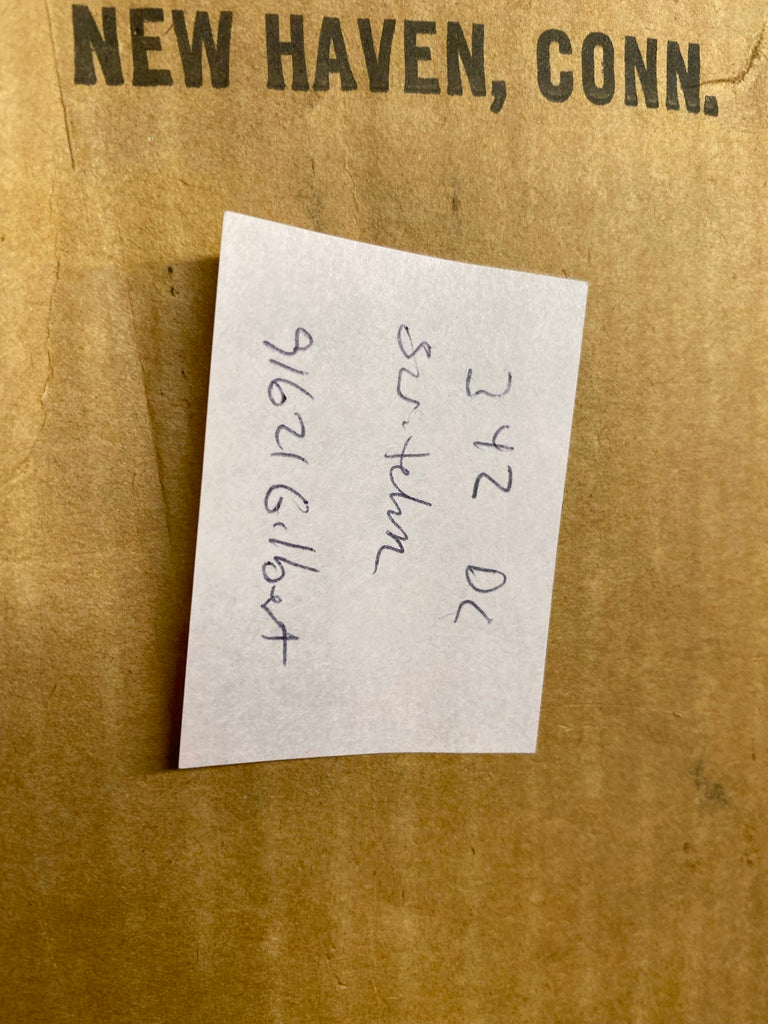 NEW HAVEN, CONN.
342 DC
Switchm
91621 Gilbert